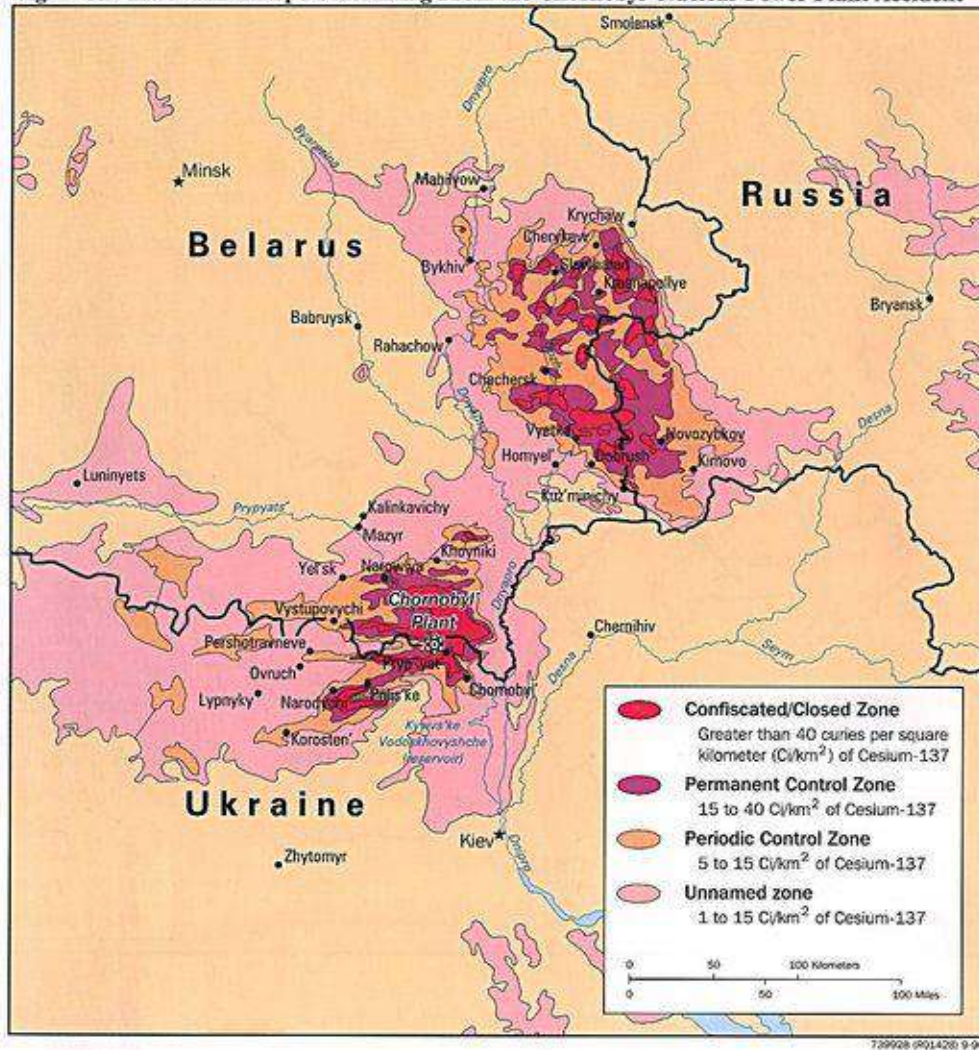 Smolensk
Dnyapro
Minsk
Byarezina
Mahilyow
Russia
Krychaw
Belarus
Cherykaw
Bykhiv
Krasnapollye
Bryansk
Babruysk
Rahachow
Chachersk
Desna
Vyetka
Novozybkov
Homyel'
Dobrush
Kirnovo
Luninyets
Kuz'minichy
Prypyats'
Kalinkavichy
Mazyr
Khoyniki
Yel'sk
Narowlya
Dnyapro
Chornobyl'
Plant
Vystupovychi
Chernihiv
Pershotravneve
Seym
Pryp'yat'
Desna
Ovruch
Chornobyl'
Lypnyky
Narodychi
Polis'ke
Kyyivs'ke
Vodoskhovyshche
(reservoir)
Korosten'
Ukraine
Kiev
Dnipro
Zhytomyr
Confiscated/Closed Zone
Greater than 40 curies per square
kilometer (Ci/km²) of Cesium-137
Permanent Control Zone
15 to 40 Ci/km² of Cesium-137
Periodic Control Zone
5 to 15 Ci/km² of Cesium-137
Unnamed zone
1 to 15 Ci/km² of Cesium-137
0 50 100 Kilometers
0 50 100 Miles